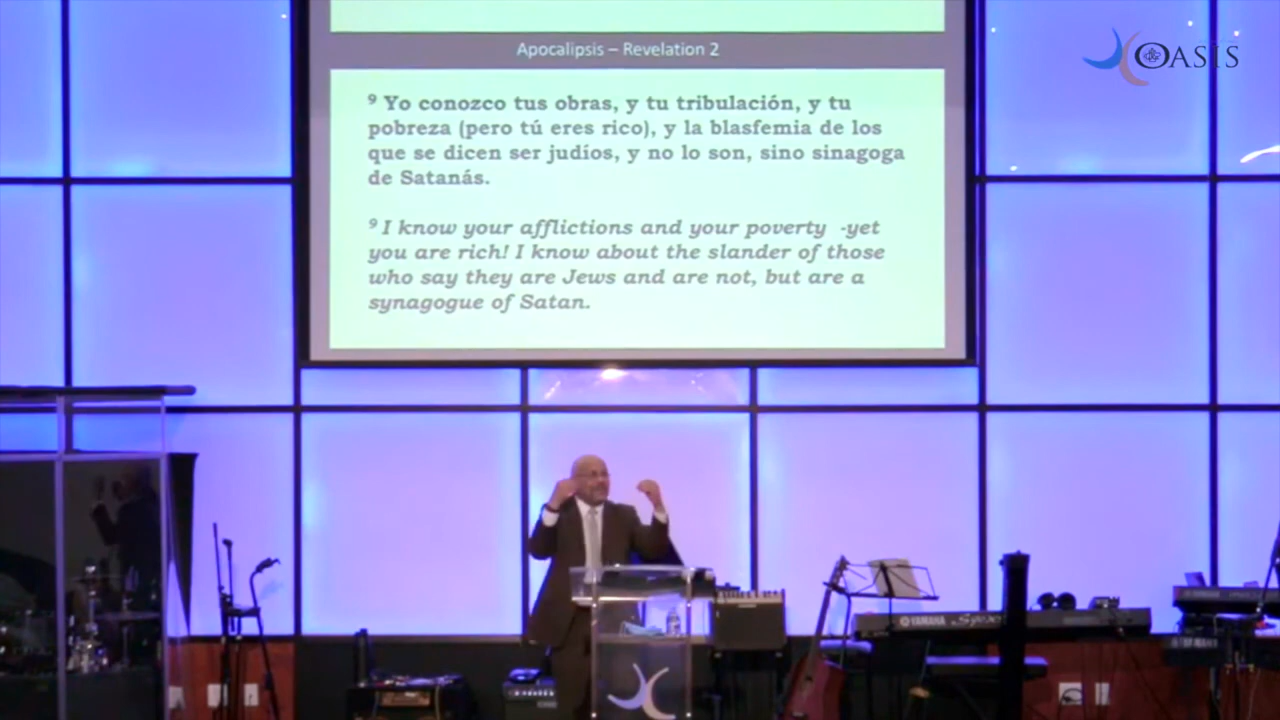 Apocalipsis – Revelation 2
OASIS
⁹ Yo conozco tus obras, y tu tribulación, y tu
pobreza (pero tú eres rico), y la blasfemia de los
que se dicen ser judíos, y no lo son, sino sinagoga
de Satanás.
⁹ I know your afflictions and your poverty -yet
you are rich! I know about the slander of those
who say they are Jews and are not, but are a
synagogue of Satan.
YAMAHA